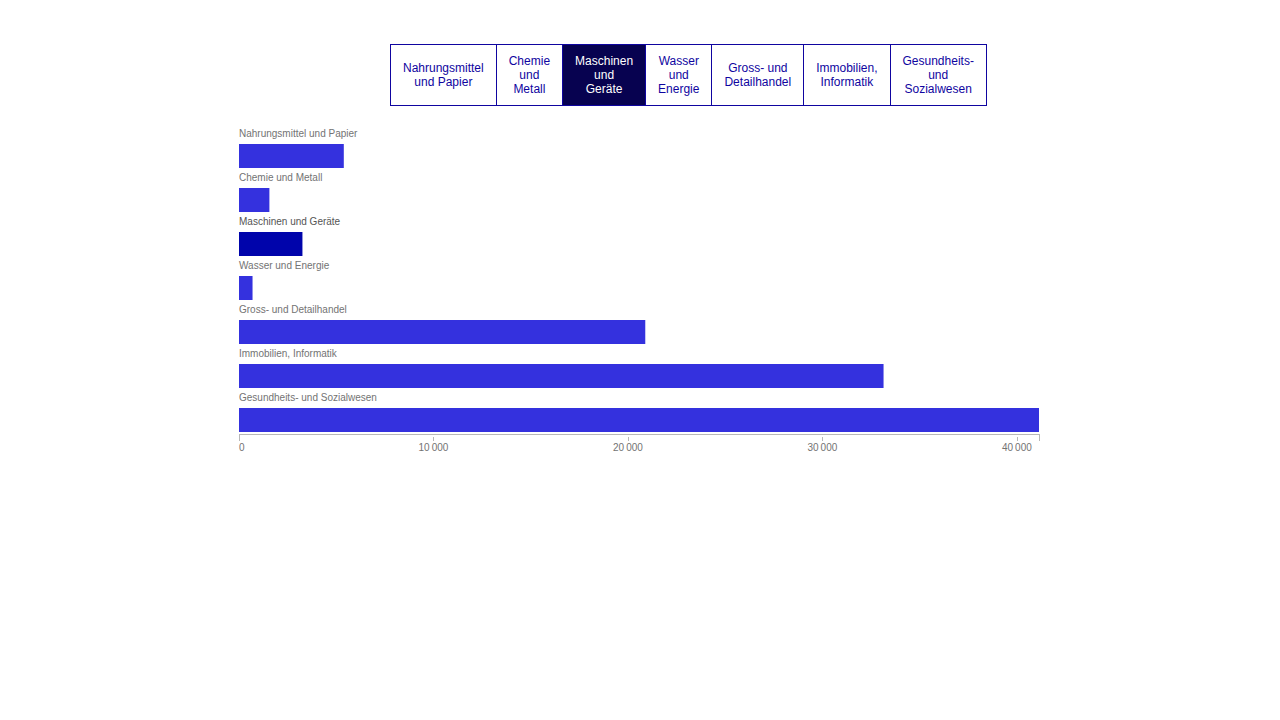 Nahrungsmittel
und Papier
Chemie
und
Metall
Maschinen
und
Geräte
Wasser
und
Energie
Gross- und
Detailhandel
Immobilien,
Informatik
Gesundheits-
und
Sozialwesen
Nahrungsmittel und Papier
Chemie und Metall
Maschinen und Geräte
Wasser und Energie
Gross- und Detailhandel
Immobilien, Informatik
Gesundheits- und Sozialwesen
0 10 000 20 000 30 000 40 000